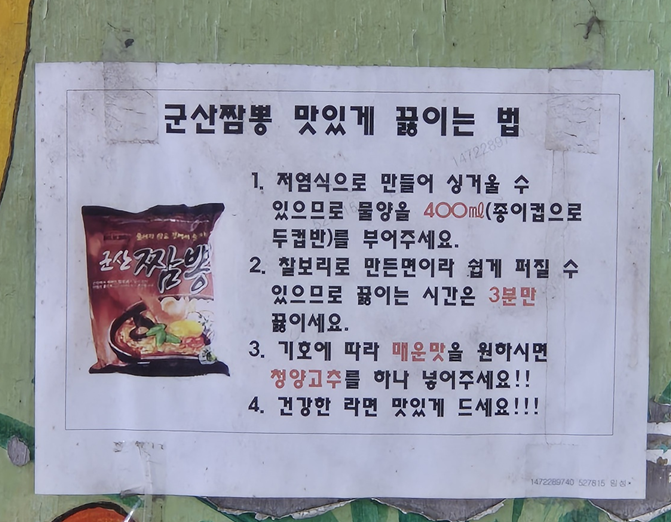 군산짬뽕 맛있게 끓이는 법
1. 저염식으로 만들어 싱거울 수
있으므로 물양을 400㎖(종이컵으로
두컵반)를 부어주세요.
2. 찰보리로 만든면이라 쉽게 퍼질 수
있으므로 끓이는 시간은 3분만
끓이세요.
3. 기호에 따라 매운맛을 원하시면
청양고추를 하나 넣어주세요!!
4. 건강한 라면 맛있게 드세요!!!
군산짬뽕
1472289740 527815